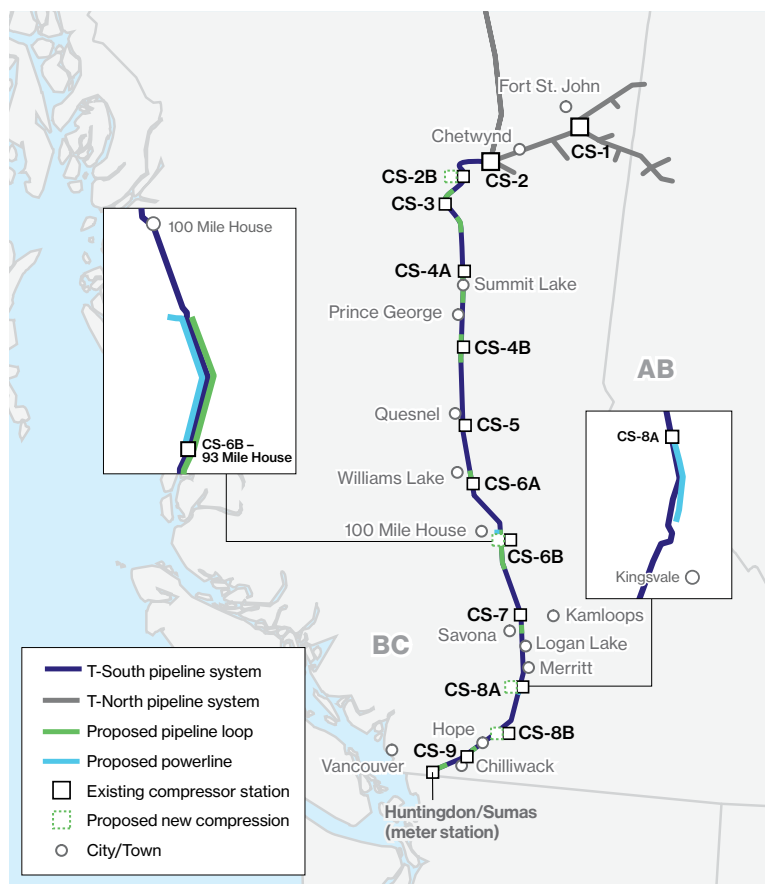 Fort St. John
Chetwynd
CS-1
CS-2
CS-2B
CS-3
100 Mile House
CS-6B –
93 Mile House
CS-4A
Summit Lake
Prince George
CS-4B
AB
Quesnel
CS-5
CS-8A
Kingsvale
Williams Lake
CS-6A
100 Mile House
CS-6B
CS-7
Kamloops
Savona
BC
Logan Lake
Merritt
CS-8A
Hope
CS-8B
CS-9
Vancouver
Chilliwack
Huntingdon/Sumas
(meter station)
T-South pipeline system
T-North pipeline system
Proposed pipeline loop
Proposed powerline
Existing compressor station
Proposed new compression
City/Town